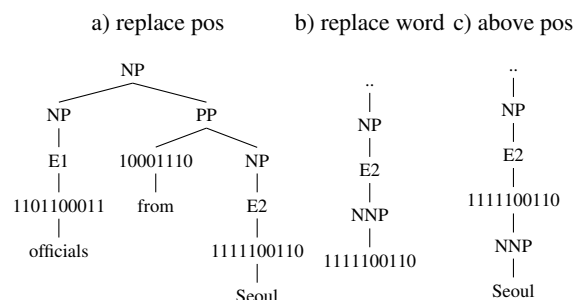 a) replace pos b) replace word c) above pos
NP
NP PP
E1 10001110 NP
1101100011 from E2
officials 1111100110
Seoul
..
NP
E2
NNP
1111100110
..
NP
E2
1111100110
NNP
Seoul